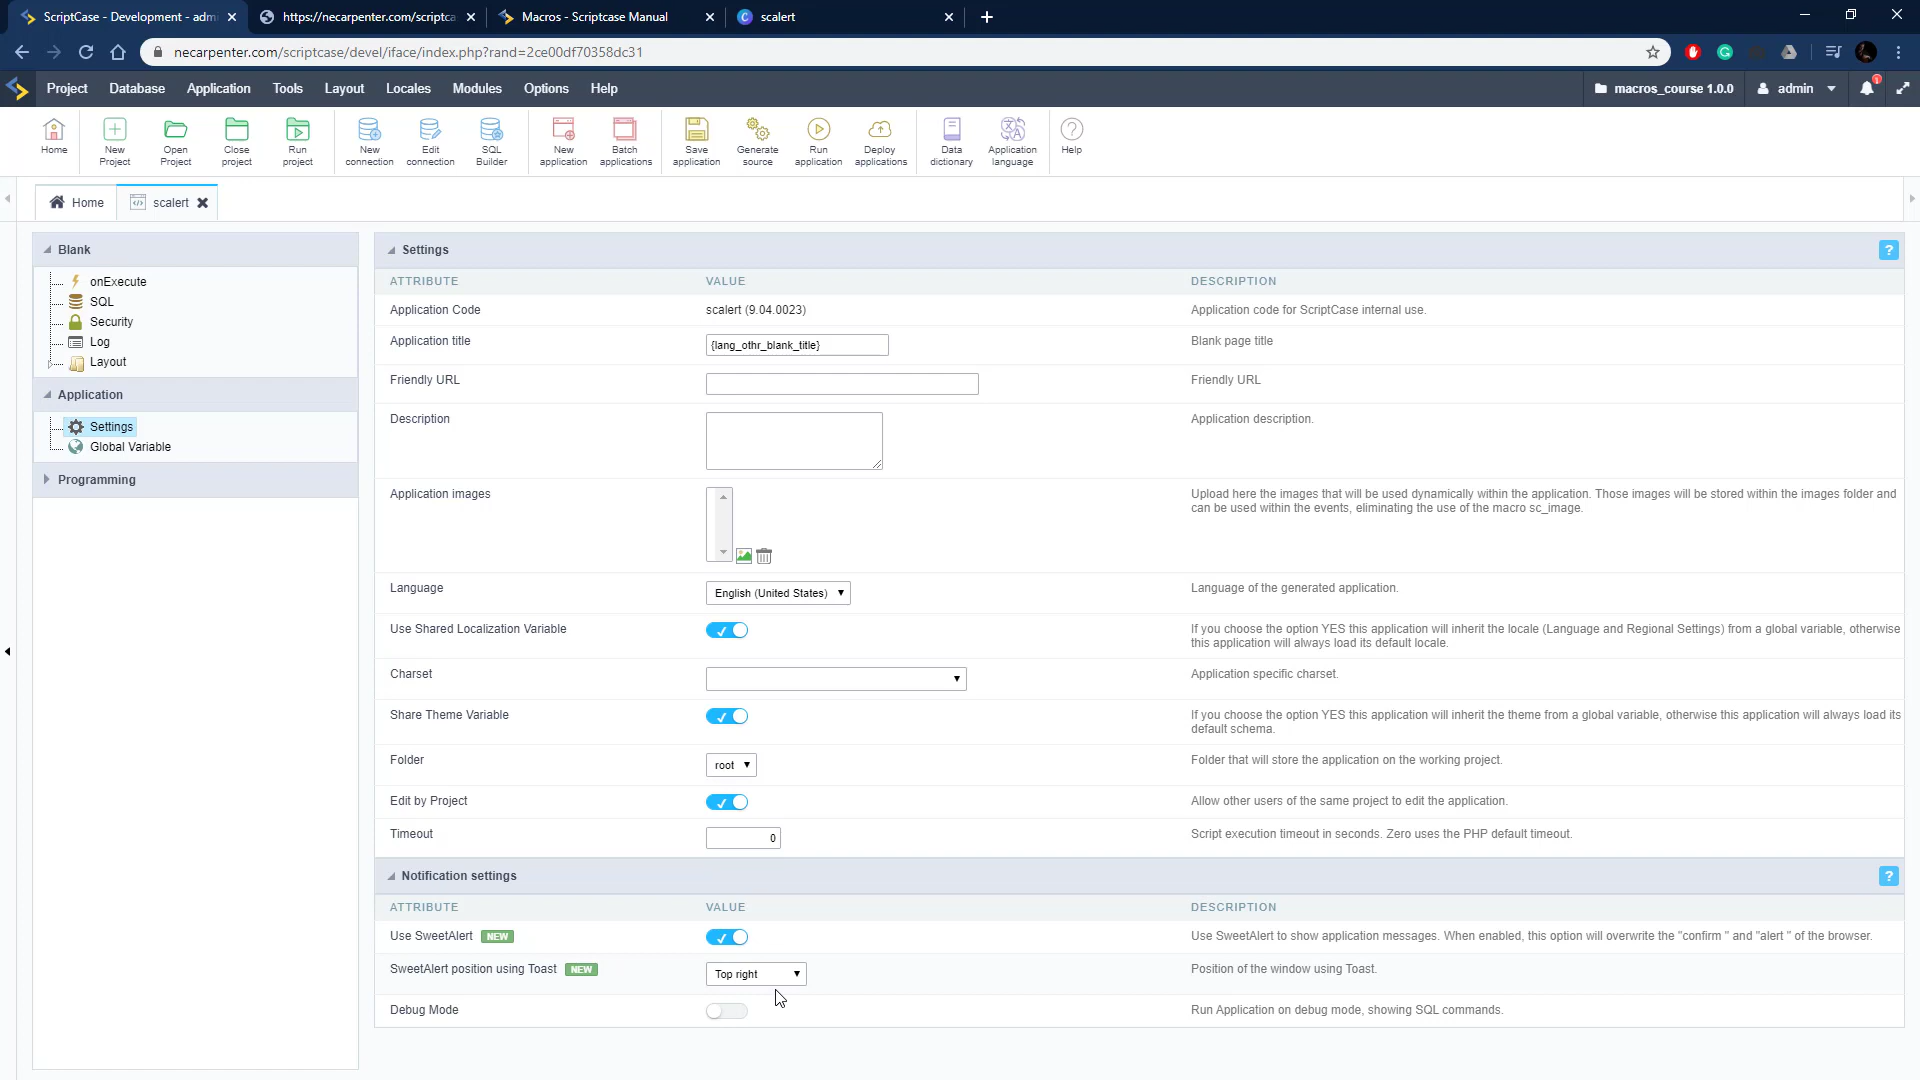 ScriptCase - Development - admi
https://necarpenter.com/scriptca
Macros - Scriptcase Manual
scalert
necarpenter.com/scriptcase/devel/iface/index.php?rand=2ce00df70358dc31
Project Database Application Tools Layout Locales Modules Options Help
macros_course 1.0.0
admin
Home
New Project
Open Project
Close project
Run project
New connection
Edit connection
SQL Builder
New application
Batch applications
Save application
Generate source
Run application
Deploy applications
Data dictionary
Application language
Help
Home
scalert
Blank
onExecute
SQL
Security
Log
Layout
Application
Settings
Global Variable
Programming
Settings
?
ATTRIBUTE VALUE DESCRIPTION
Application Code scalert (9.04.0023) Application code for ScriptCase internal use.
Application title {lang_othr_blank_title} Blank page title
Friendly URL Friendly URL
Description Application description.
Application images Upload here the images that will be used dynamically within the application. Those images will be stored within the images folder and
can be used within the events, eliminating the use of the macro sc_image.
Language English (United States) Language of the generated application.
Use Shared Localization Variable If you choose the option YES this application will inherit the locale (Language and Regional Settings) from a global variable, otherwise
this application will always load its default locale.
Charset Application specific charset.
Share Theme Variable If you choose the option YES this application will inherit the theme from a global variable, otherwise this application will always load its
default schema.
Folder root Folder that will store the application on the working project.
Edit by Project Allow other users of the same project to edit the application.
Timeout 0 Script execution timeout in seconds. Zero uses the PHP default timeout.
Notification settings
?
ATTRIBUTE VALUE DESCRIPTION
Use SweetAlert NEW Use SweetAlert to show application messages. When enabled, this option will overwrite the "confirm " and "alert " of the browser.
SweetAlert position using Toast NEW Top right Position of the window using Toast.
Debug Mode Run Application on debug mode, showing SQL commands.